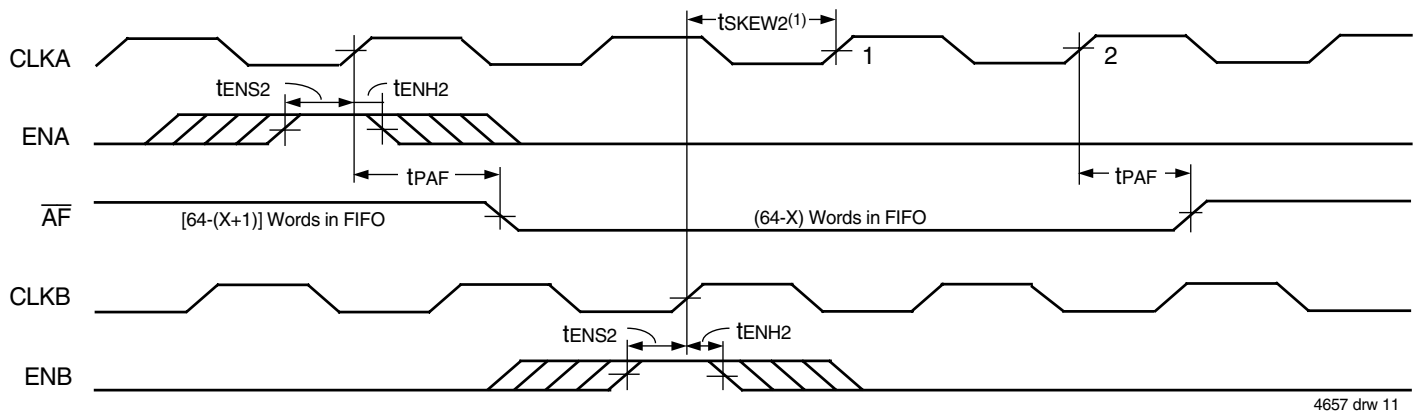 tSKEW2(1)
CLKA
1
2
tENS2
tENH2
ENA
tPAF
tPAF
AF
[64-(X+1)] Words in FIFO
(64-X) Words in FIFO
CLKB
tENS2
tENH2
ENB
4657 drw 11